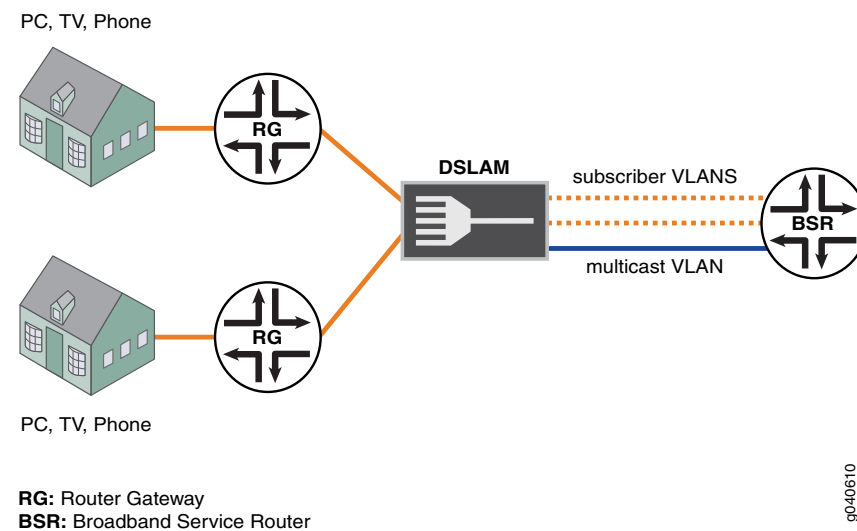 PC, TV, Phone
RG
DSLAM
subscriber VLANS
BSR
multicast VLAN
RG
PC, TV, Phone
RG: Router Gateway
BSR: Broadband Service Router
g040610